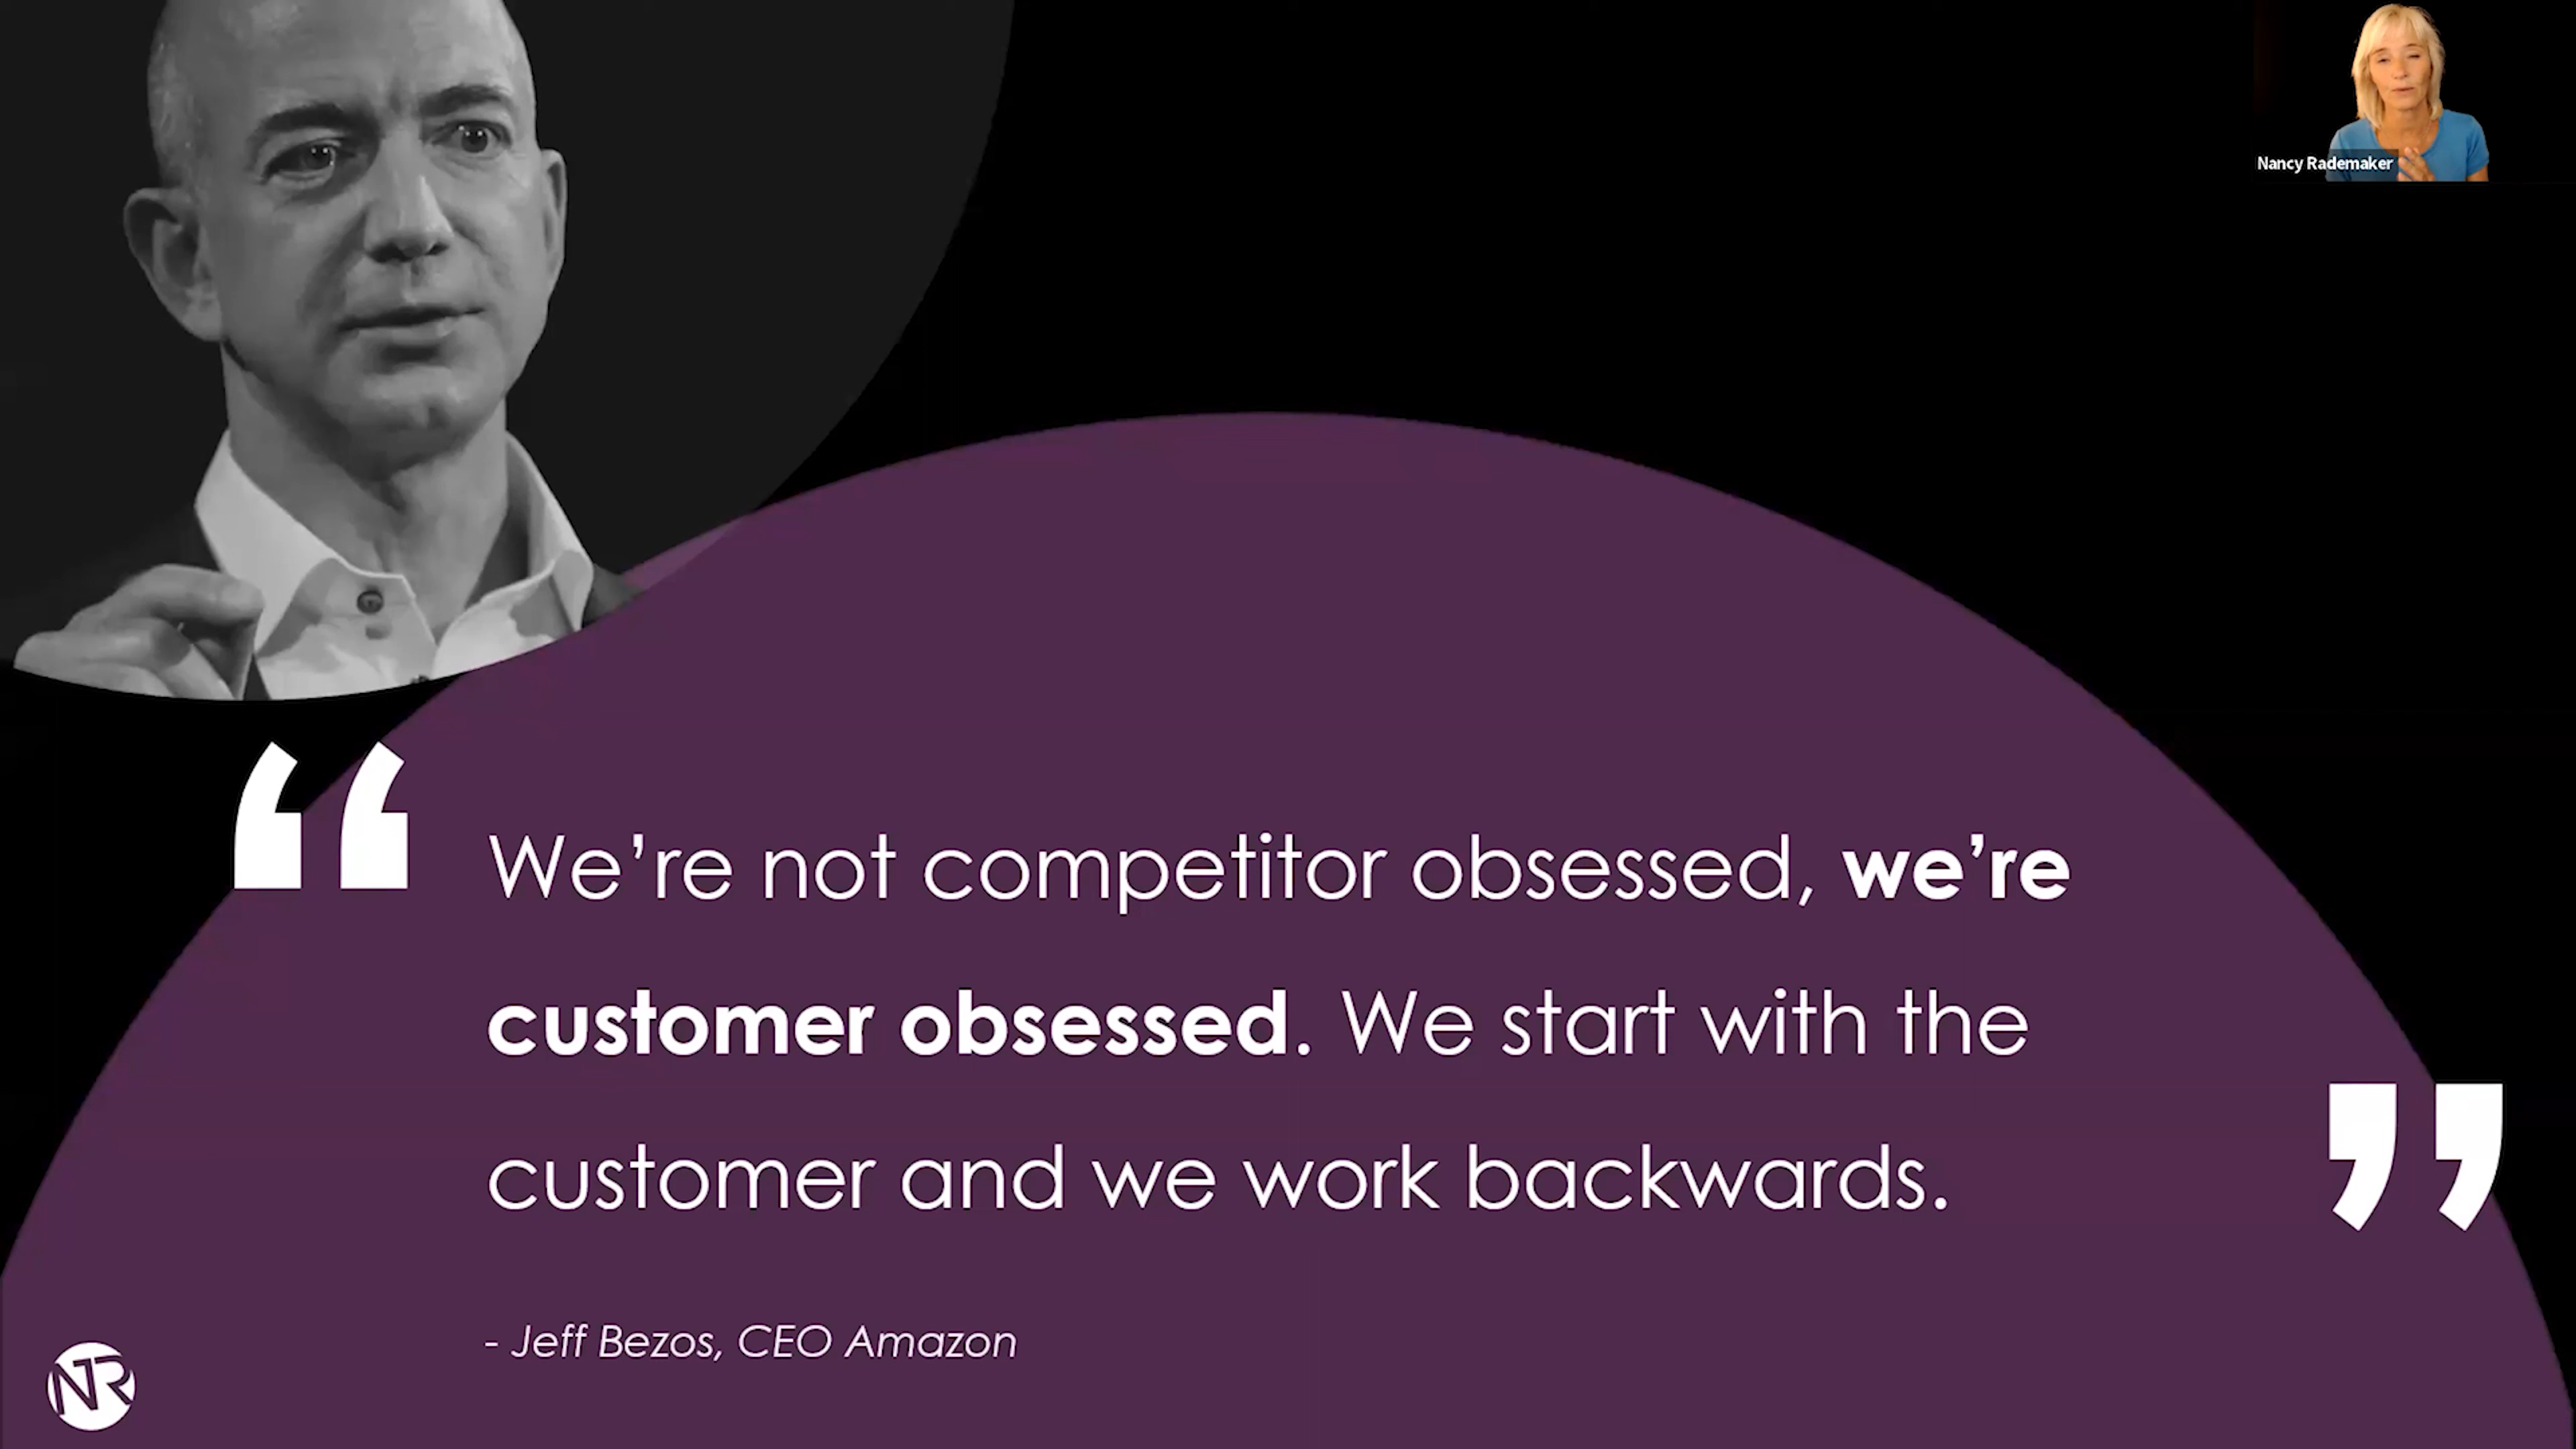 Nancy Rademaker
“
We’re not competitor obsessed, we’re
customer obsessed. We start with the
customer and we work backwards.
”
- Jeff Bezos, CEO Amazon
NR